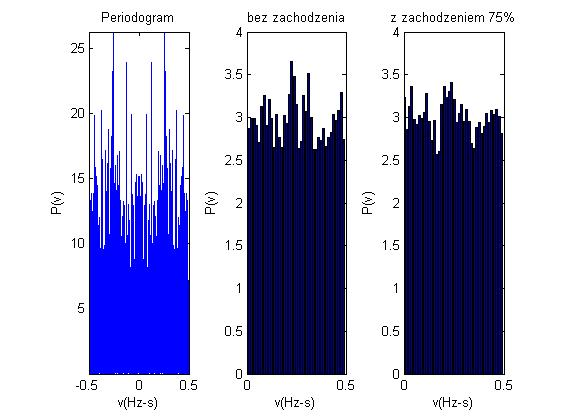 Periodogram
bez zachodzenia
z zachodzeniem 75%
25
20
15
10
5
P(v)
-0.5 0 0.5
v(Hz-s)
4
3.5
3
2.5
2
1.5
1
0.5
0
P(v)
0 0.5
v(Hz-s)
4
3.5
3
2.5
2
1.5
1
0.5
0
P(v)
0 0.5
v(Hz-s)